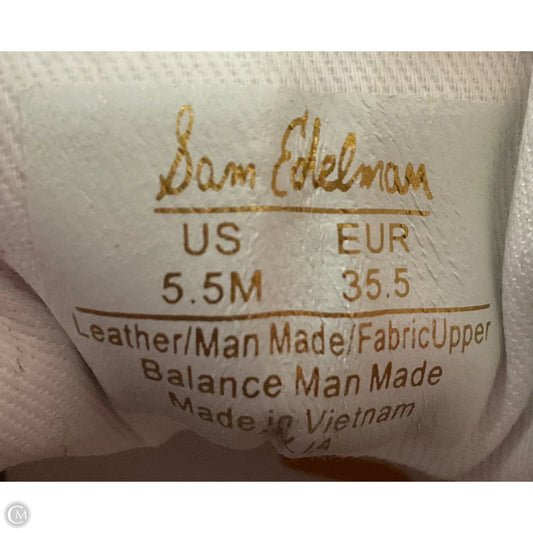 Sam Edelman
US EUR
5.5M 35.5
Leather/Man Made/FabricUpper
Balance Man Made
Made in Vietnam